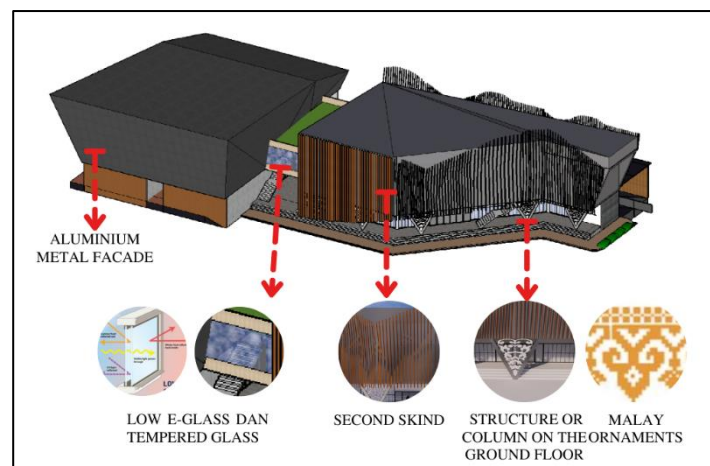 ALUMINIUM
METAL FACADE
LOW E-GLASS DAN
TEMPERED GLASS
SECOND SKIND
STRUCTURE OR
COLUMN ON THE
GROUND FLOOR
MALAY
ORNAMENTS